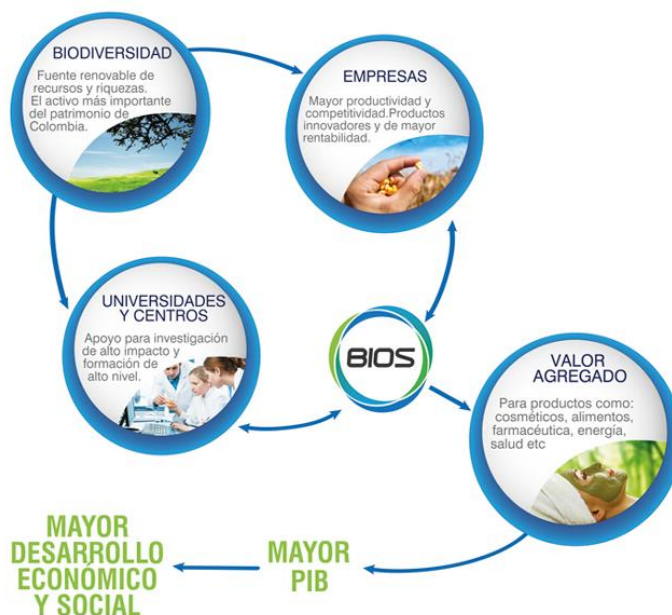 BIODIVERSIDAD
Fuente renovable de
recursos y riquezas.
El activo más importante
del patrimonio de
Colombia.
EMPRESAS
Mayor productividad y
competitividad.Productos
innovadores y de mayor
rentabilidad.
UNIVERSIDADES
Y CENTROS
Apoyo para investigación
de alto impacto y
formación de
alto nivel.
BIOS
VALOR
AGREGADO
Para productos como:
cosméticos, alimentos,
farmacéutica, energía,
salud etc
MAYOR
PIB
MAYOR
DESARROLLO
ECONÓMICO
Y SOCIAL